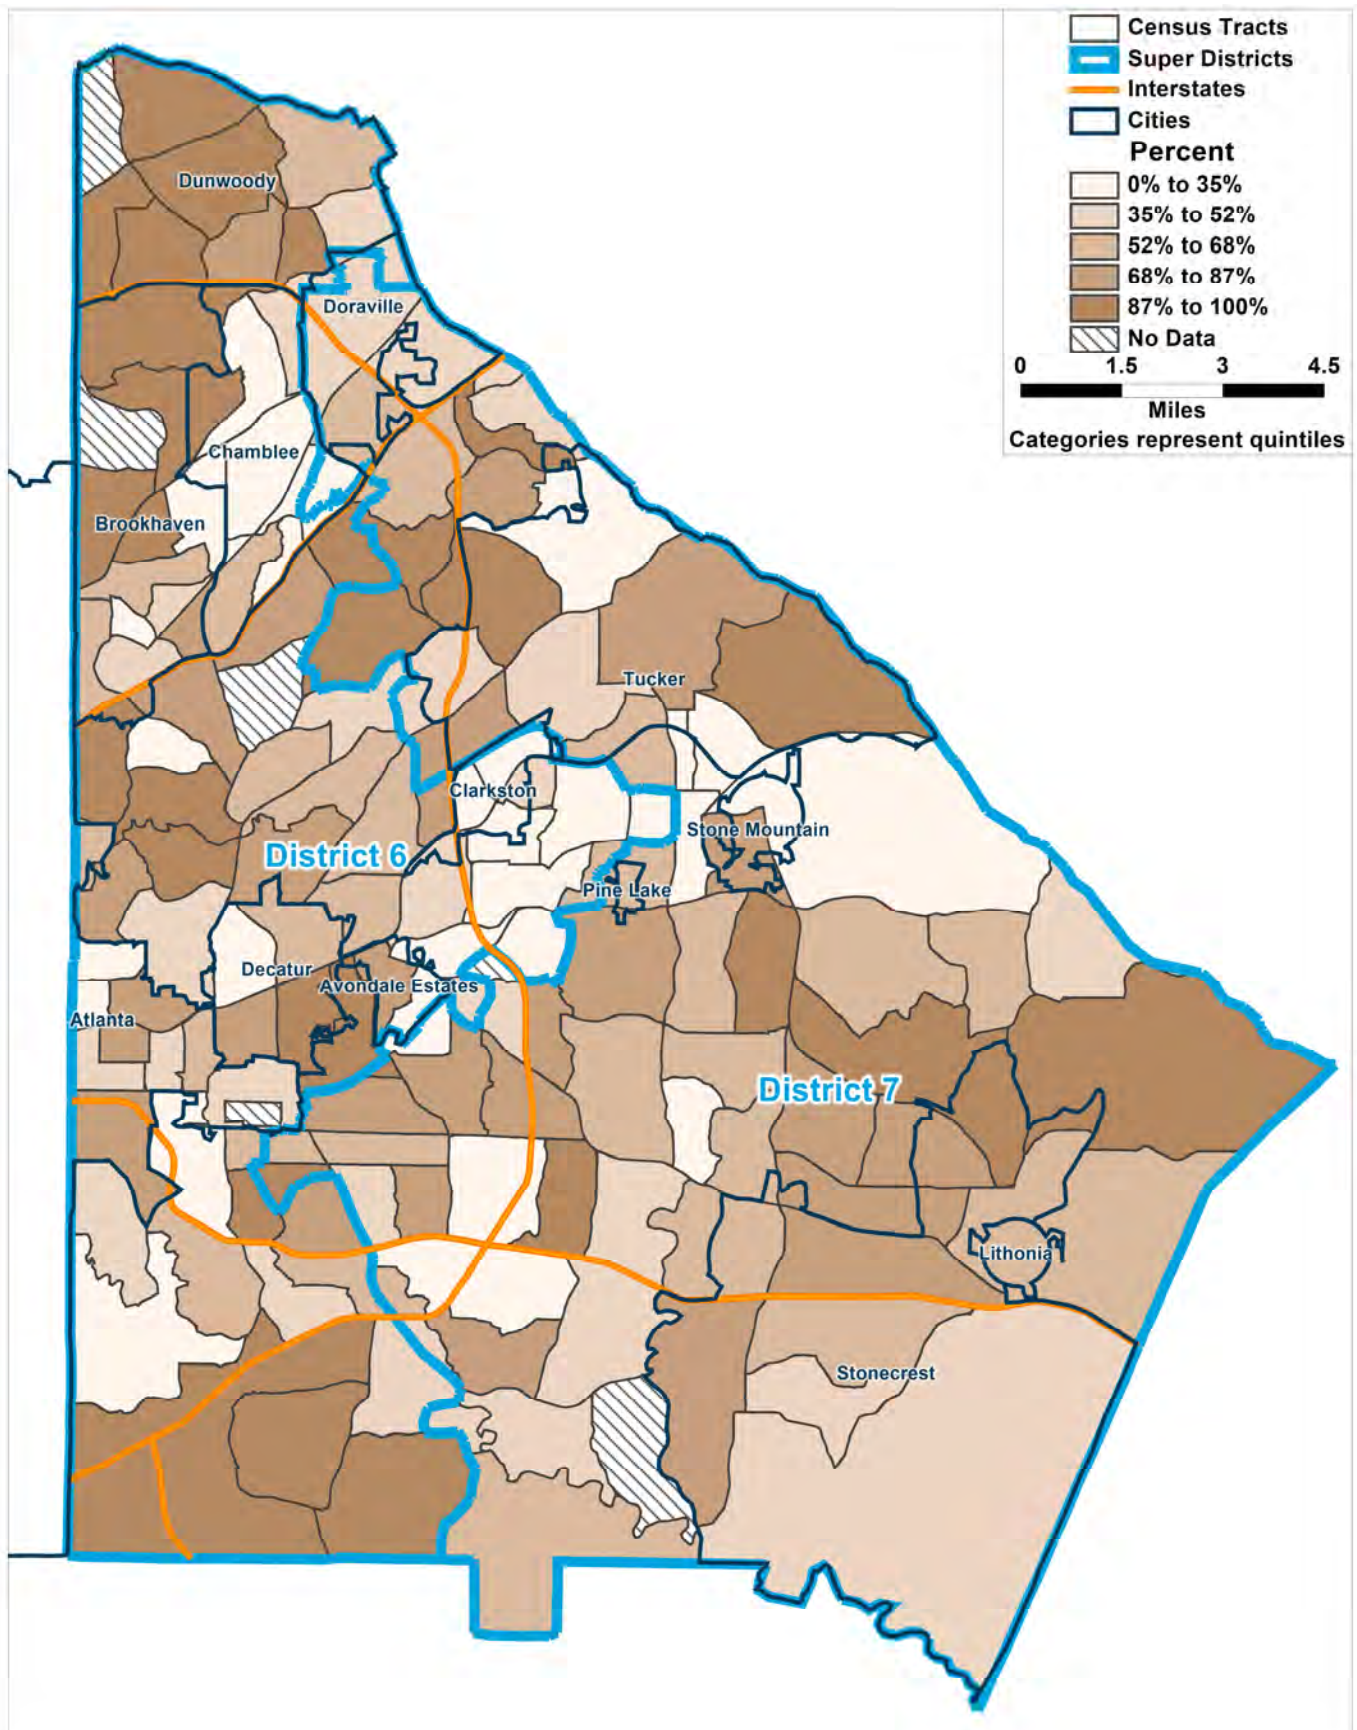 Census Tracts
Super Districts
Interstates
Cities
Percent
0% to 35%
35% to 52%
52% to 68%
68% to 87%
87% to 100%
No Data
0 1.5 3 4.5
Miles
Categories represent quintiles
Dunwoody
Doraville
Chamblee
Brookhaven
Tucker
Clarkston
Stone Mountain
District 6
Pine Lake
Decatur
Avondale Estates
Atlanta
District 7
Lithonia
Stonecrest